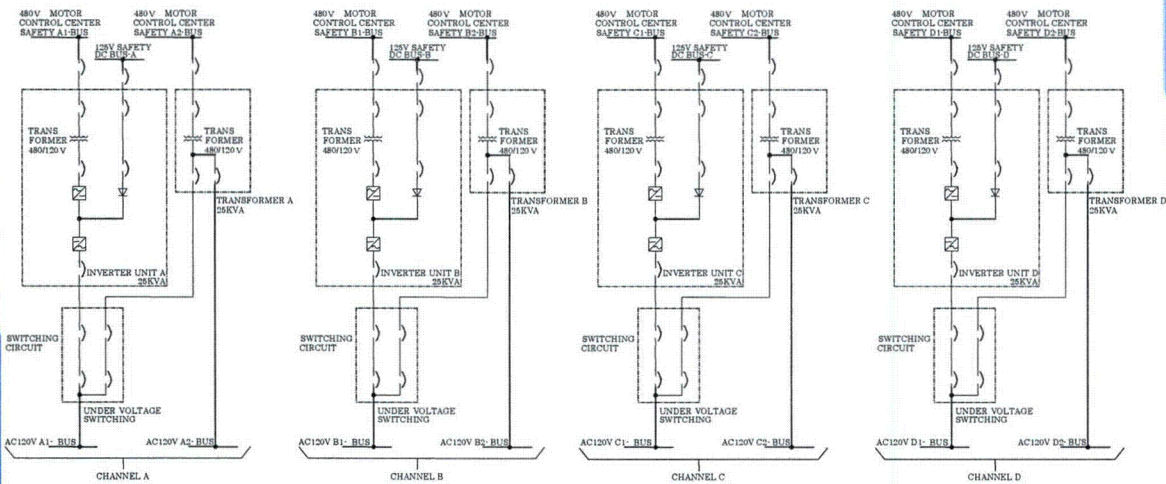 480V MOTOR
CONTROL CENTER
SAFETY A1-BUS
480V MOTOR
CONTROL CENTER
SAFETY A2-BUS
125V SAFETY
DC BUS-A
TRANS
FORMER
480/120 V
TRANS
FORMER
480/120 V
TRANSFORMER A
25KVA
INVERTER UNIT A
25KVA
SWITCHING
CIRCUIT
UNDER VOLTAGE
SWITCHING
AC120V A1- BUS
AC120V A2- BUS
CHANNEL A
480V MOTOR
CONTROL CENTER
SAFETY B1-BUS
480V MOTOR
CONTROL CENTER
SAFETY B2-BUS
125V SAFETY
DC BUS-B
TRANS
FORMER
480/120 V
TRANS
FORMER
480/120 V
TRANSFORMER B
25KVA
INVERTER UNIT B
25KVA
SWITCHING
CIRCUIT
UNDER VOLTAGE
SWITCHING
AC120V B1- BUS
AC120V B2- BUS
CHANNEL B
480V MOTOR
CONTROL CENTER
SAFETY C1-BUS
480V MOTOR
CONTROL CENTER
SAFETY C2-BUS
125V SAFETY
DC BUS-C
TRANS
FORMER
480/120 V
TRANS
FORMER
480/120 V
TRANSFORMER C
25KVA
INVERTER UNIT C
25KVA
SWITCHING
CIRCUIT
UNDER VOLTAGE
SWITCHING
AC120V C1- BUS
AC120V C2- BUS
CHANNEL C
480V MOTOR
CONTROL CENTER
SAFETY D1-BUS
480V MOTOR
CONTROL CENTER
SAFETY D2-BUS
125V SAFETY
DC BUS-D
TRANS
FORMER
480/120 V
TRANS
FORMER
480/120 V
TRANSFORMER D
25KVA
INVERTER UNIT D
25KVA
SWITCHING
CIRCUIT
UNDER VOLTAGE
SWITCHING
AC120V D1- BUS
AC120V D2- BUS
CHANNEL D